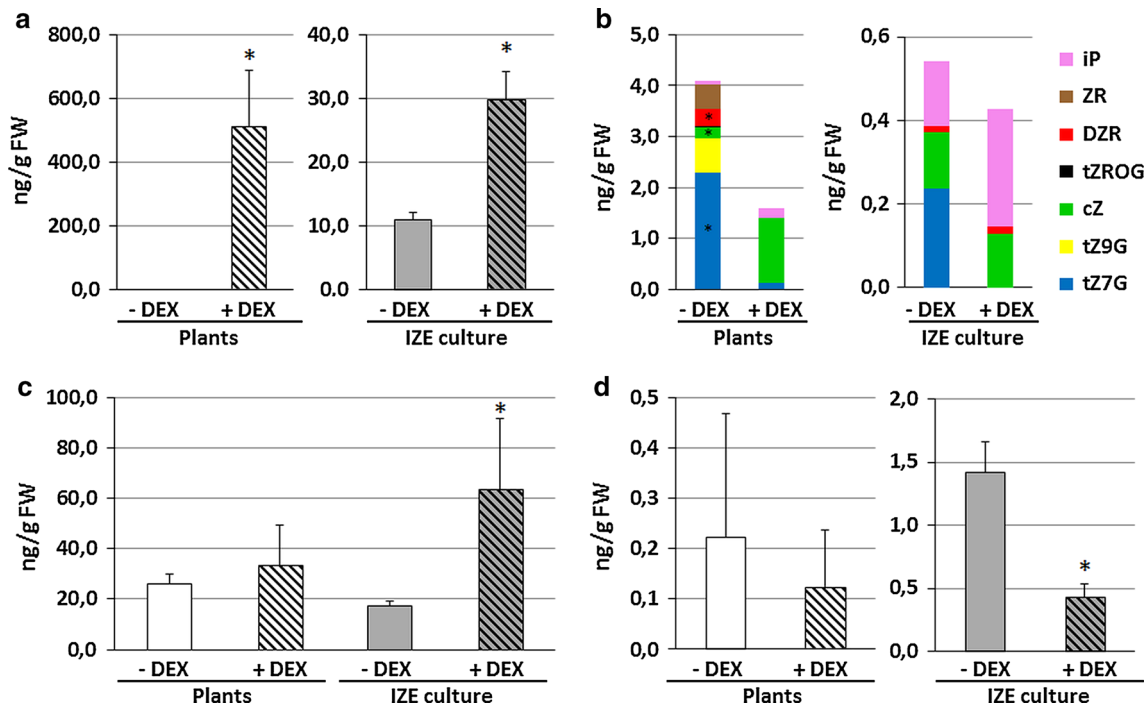 a
ng/g FW
800,0
600,0
400,0
200,0
0,0
*
- DEX + DEX
Plants
40,0
30,0
20,0
10,0
0,0
*
- DEX + DEX
IZE culture
b
ng/g FW
5,0
4,0
3,0
2,0
1,0
0,0
*
*
*
- DEX + DEX
Plants
0,6
0,4
0,2
0,0
- DEX + DEX
IZE culture
iP
ZR
DZR
tZROG
cZ
tZ9G
tZ7G
c
ng/g FW
100,0
80,0
60,0
40,0
20,0
0,0
*
- DEX + DEX - DEX + DEX
Plants IZE culture
d
ng/g FW
0,5
0,4
0,3
0,2
0,1
0,0
- DEX + DEX
Plants
2,0
1,5
1,0
0,5
0,0
*
- DEX + DEX
IZE culture